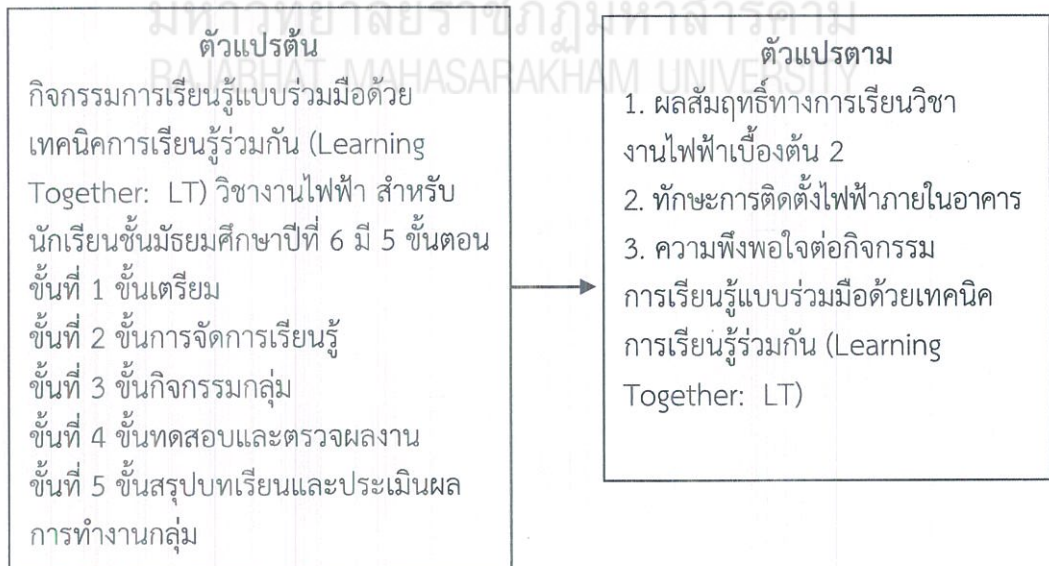 มหาวิทยาลัยราชภัฏมหาสารคาม
RAJABHAT MAHASARAKHAM UNIVERSITY
ตัวแปรต้น
กิจกรรมการเรียนรู้แบบร่วมมือด้วย
เทคนิคการเรียนรู้ร่วมกัน (Learning
Together: LT) วิชางานไฟฟ้า สำหรับ
นักเรียนชั้นมัธยมศึกษาปีที่ 6 มี 5 ขั้นตอน
ขั้นที่ 1 ขั้นเตรียม
ขั้นที่ 2 ขั้นการจัดการเรียนรู้
ขั้นที่ 3 ขั้นกิจกรรมกลุ่ม
ขั้นที่ 4 ขั้นทดสอบและตรวจผลงาน
ขั้นที่ 5 ขั้นสรุปบทเรียนและประเมินผล
การทำงานกลุ่ม
ตัวแปรตาม
1. ผลสัมฤทธิ์ทางการเรียนวิชา
งานไฟฟ้าเบื้องต้น 2
2. ทักษะการติดตั้งไฟฟ้าภายในอาคาร
3. ความพึงพอใจต่อกิจกรรม
การเรียนรู้แบบร่วมมือด้วยเทคนิค
การเรียนรู้ร่วมกัน (Learning
Together: LT)